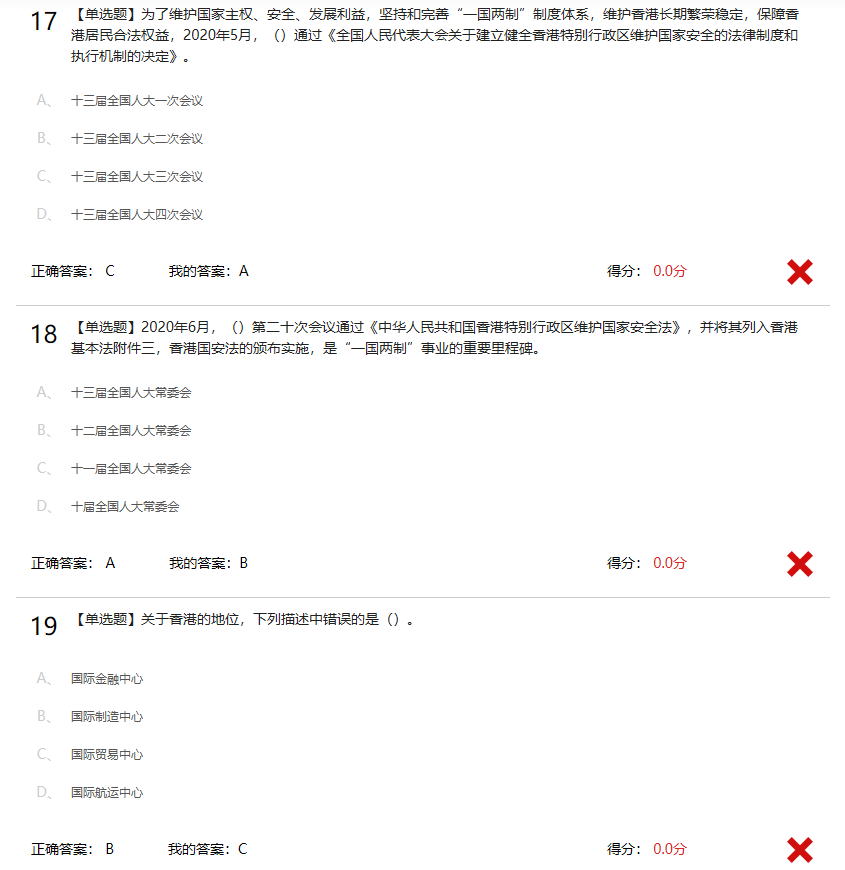 17 【单选题】为了维护国家主权、安全、发展利益，坚持和完善“一国两制”制度体系，维护香港长期繁荣稳定，保障香
港居民合法权益，2020年5月，（）通过《全国人民代表大会关于建立健全香港特别行政区维护国家安全的法律制度和
执行机制的决定》。
A、 十三届全国人大一次会议
B、 十三届全国人大二次会议
C、 十三届全国人大三次会议
D、 十三届全国人大四次会议
正确答案： C 我的答案：A 得分： 0.0分
18 【单选题】2020年6月，（）第二十次会议通过《中华人民共和国香港特别行政区维护国家安全法》，并将其列入香港
基本法附件三，香港国安法的颁布实施，是“一国两制”事业的重要里程碑。
A、 十三届全国人大常委会
B、 十二届全国人大常委会
C、 十一届全国人大常委会
D、 十届全国人大常委会
正确答案： A 我的答案：B 得分： 0.0分
19 【单选题】关于香港的地位，下列描述中错误的是（）。
A、 国际金融中心
B、 国际制造中心
C、 国际贸易中心
D、 国际航运中心
正确答案： B 我的答案：C 得分： 0.0分